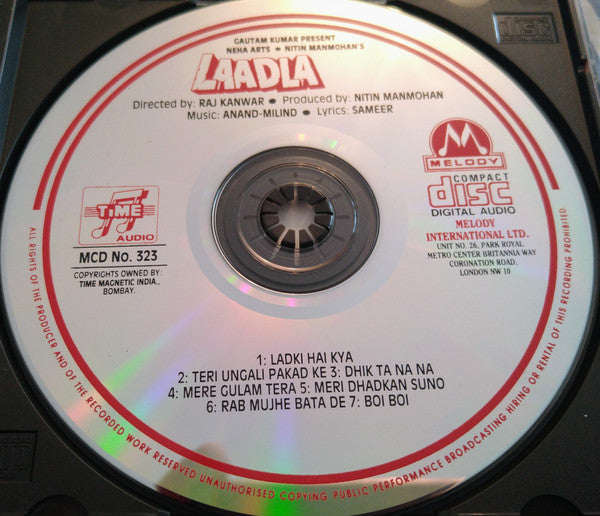 GAUTAM KUMAR PRESENT
NEHA ARTS • NITIN MANMOHAN'S
LAADLA
Directed by: RAJ KANWAR • Produced by: NITIN MANMOHAN
Music: ANAND-MILIND • Lyrics: SAMEER
TIME
AUDIO
MCD No. 323
COPYRIGHTS OWNED BY:
TIME MAGNETIC INDIA.,
BOMBAY.
M
MELODY
COMPACT
disc
DIGITAL AUDIO
MELODY
INTERNATIONAL LTD.
UNIT NO. 26, PARK ROYAL
METRO CENTER BRITANNIA WAY
CORONATION ROAD.
LONDON NW 10
1: LADKI HAI KYA
2: TERI UNGALI PAKAD KE 3: DHIK TA NA NA
4: MERE GULAM TERA 5: MERI DHADKAN SUNO
6: RAB MUJHE BATA DE 7: BOI BOI
ALL RIGHTS OF THE PRODUCER AND OF THE RECORDED WORK RESERVED UNAUTHORISED COPYING PUBLIC PERFORMANCE BROADCASTING HIRING OR RENTAL OF THIS RECORDING PROHIBITED.
disc
DIGITAL AUDIO